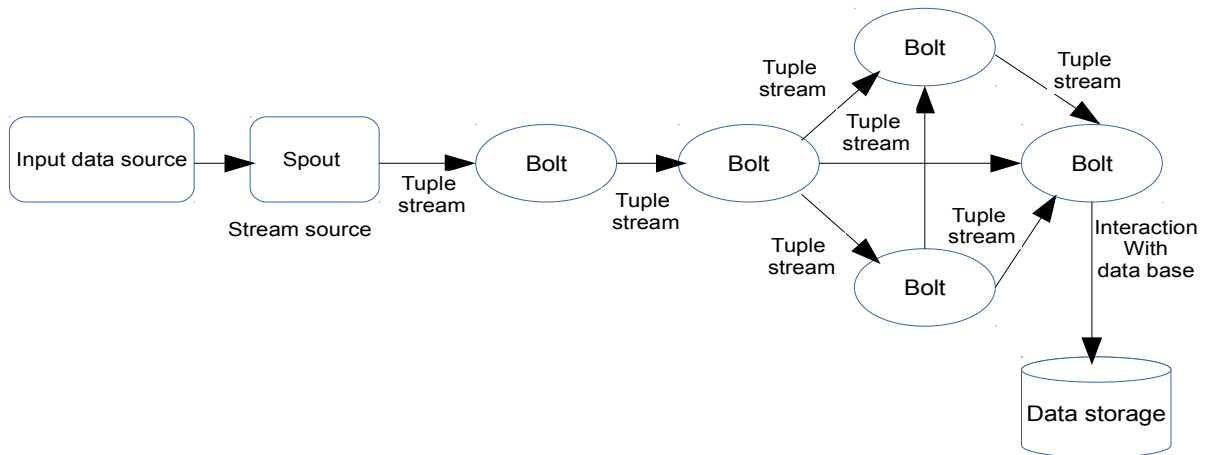 Input data source
Spout
Stream source
Tuple
stream
Bolt
Tuple
stream
Bolt
Tuple
stream
Tuple
stream
Tuple
stream
Bolt
Tuple
stream
Bolt
Tuple
stream
Bolt
Interaction
With
data base
Data storage